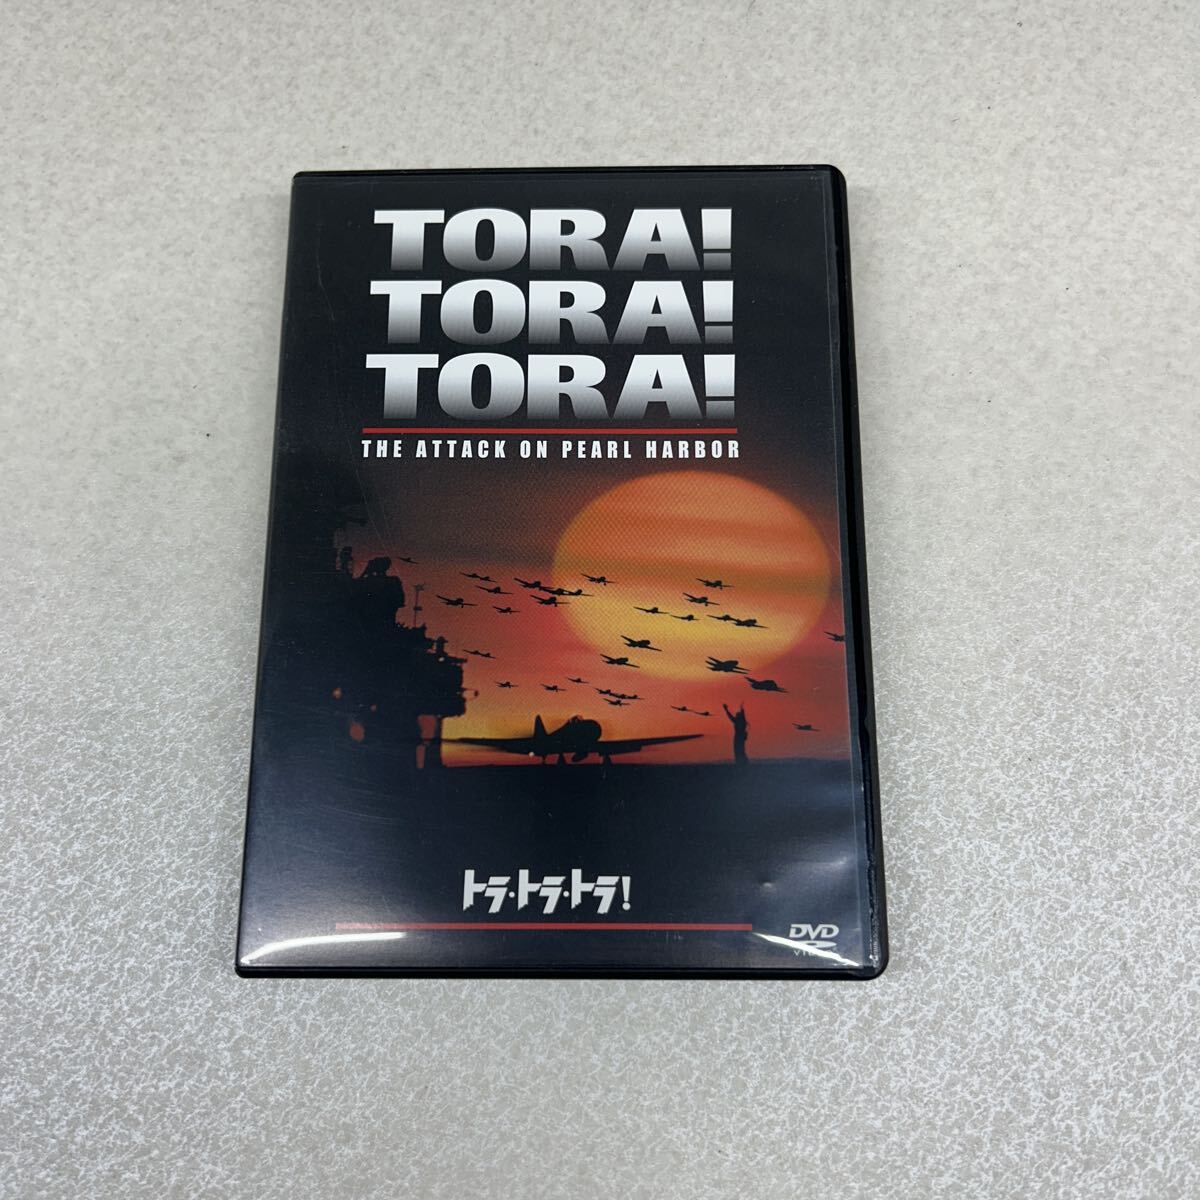 TORA!
TORA!
TORA!
THE ATTACK ON PEARL HARBOR
トラ・トラ・トラ!
DVD